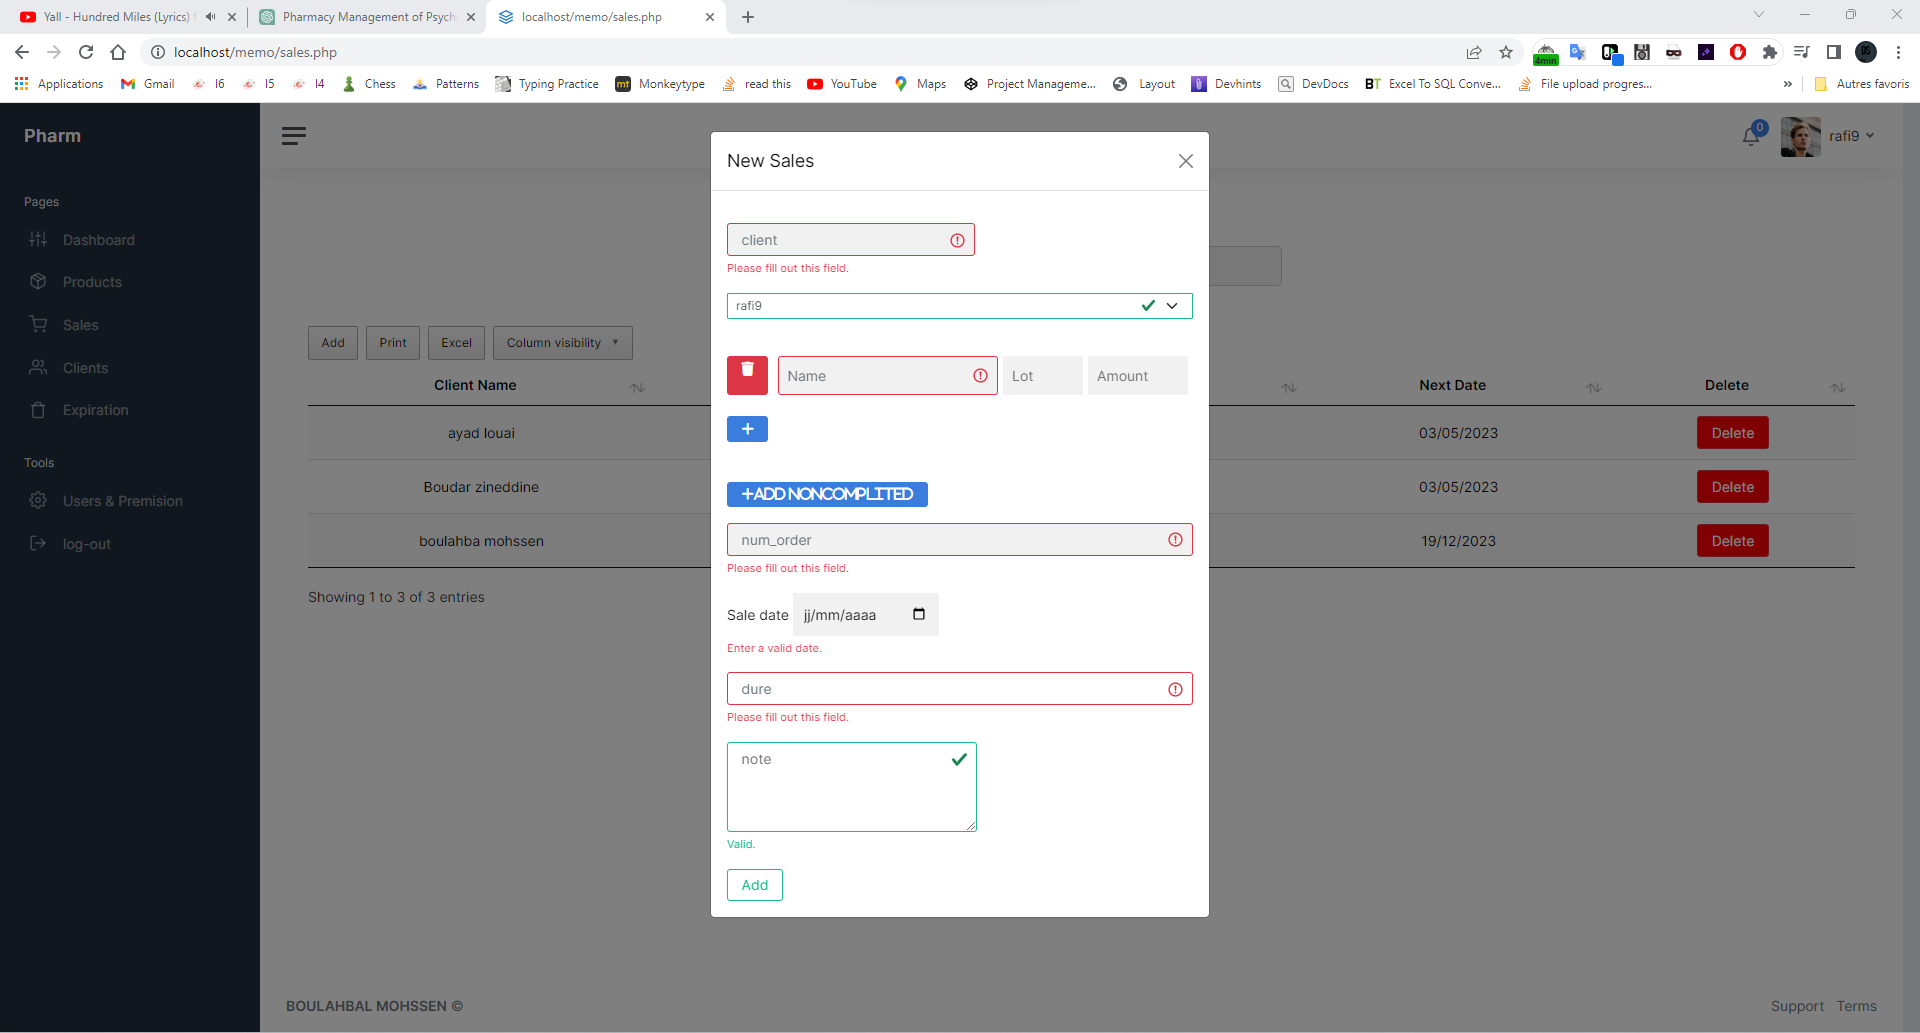 Yall - Hundred Miles (Lyrics)
Pharmacy Management of Psych
localhost/memo/sales.php
localhost/memo/sales.php
4min
Applications
Gmail
I6
I5
I4
Chess
Patterns
Typing Practice
mt
Monkeytype
read this
YouTube
Maps
Project Manageme...
Layout
Devhints
DevDocs
BT
Excel To SQL Conve...
File upload progres...
»
Autres favoris
Pharm
0
rafi9
Pages
Dashboard
Products
Sales
Clients
Expiration
Tools
Users & Premision
log-out
New Sales
client
Please fill out this field.
rafi9
Name
Lot
Amount
+
+ADD NONCOMPLITED
num_order
Please fill out this field.
Sale date jj/mm/aaaa
Enter a valid date.
dure
Please fill out this field.
note
Valid.
Add
Add
Print
Excel
Column visibility
Client Name
Next Date
Delete
ayad louai
03/05/2023
Delete
Boudar zineddine
03/05/2023
Delete
boulahba mohssen
19/12/2023
Delete
Showing 1 to 3 of 3 entries
BOULAHBAL MOHSSEN ©
Support
Terms